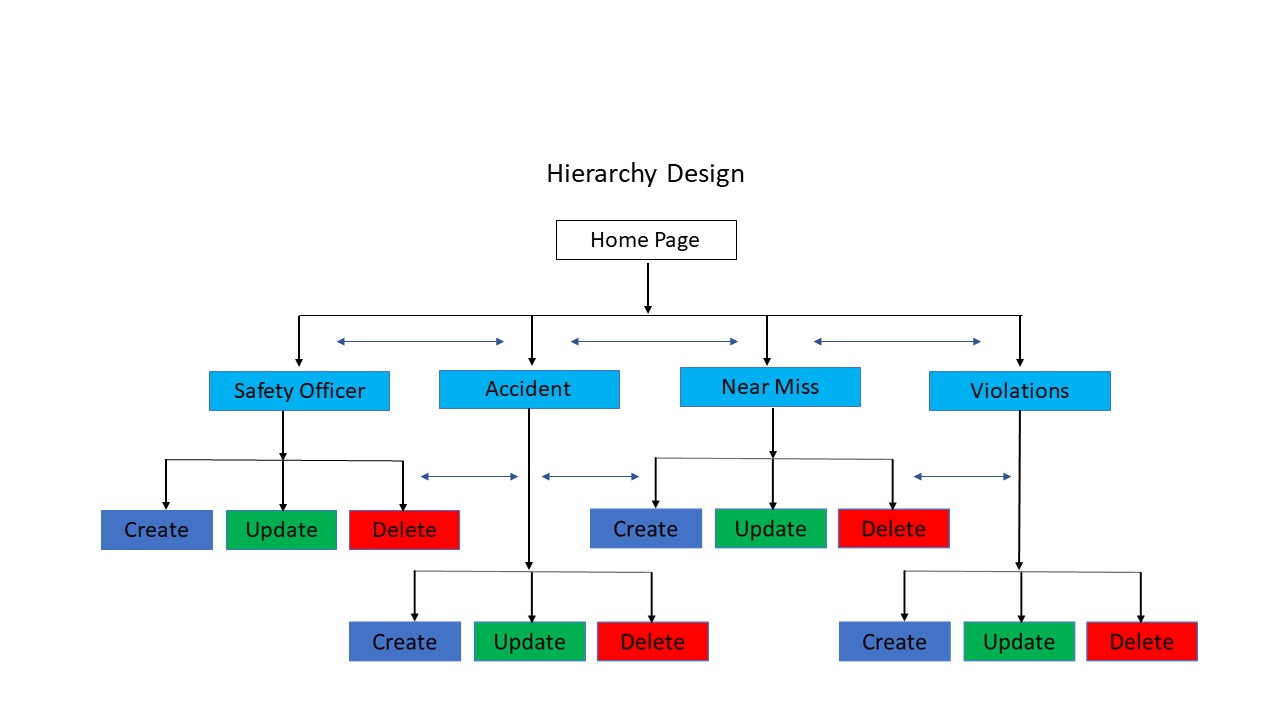 Hierarchy Design
Home Page
Safety Officer
Accident
Near Miss
Violations
Create
Update
Delete
Create
Update
Delete
Create
Update
Delete
Create
Update
Delete